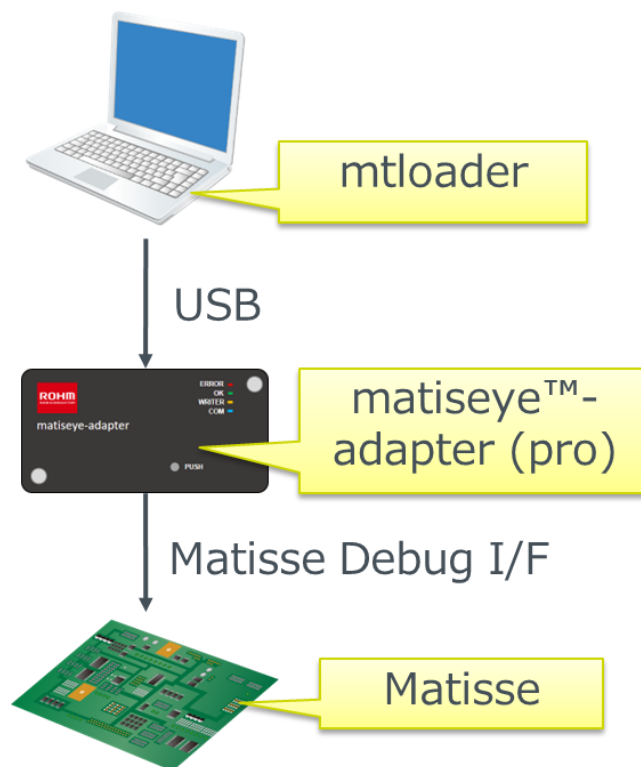 mtloader
USB
ROHM
ERROR
OK
WRITER
COM
matiseye-adapter
PUSH
matiseye™-
adapter (pro)
Matisse Debug I/F
Matisse